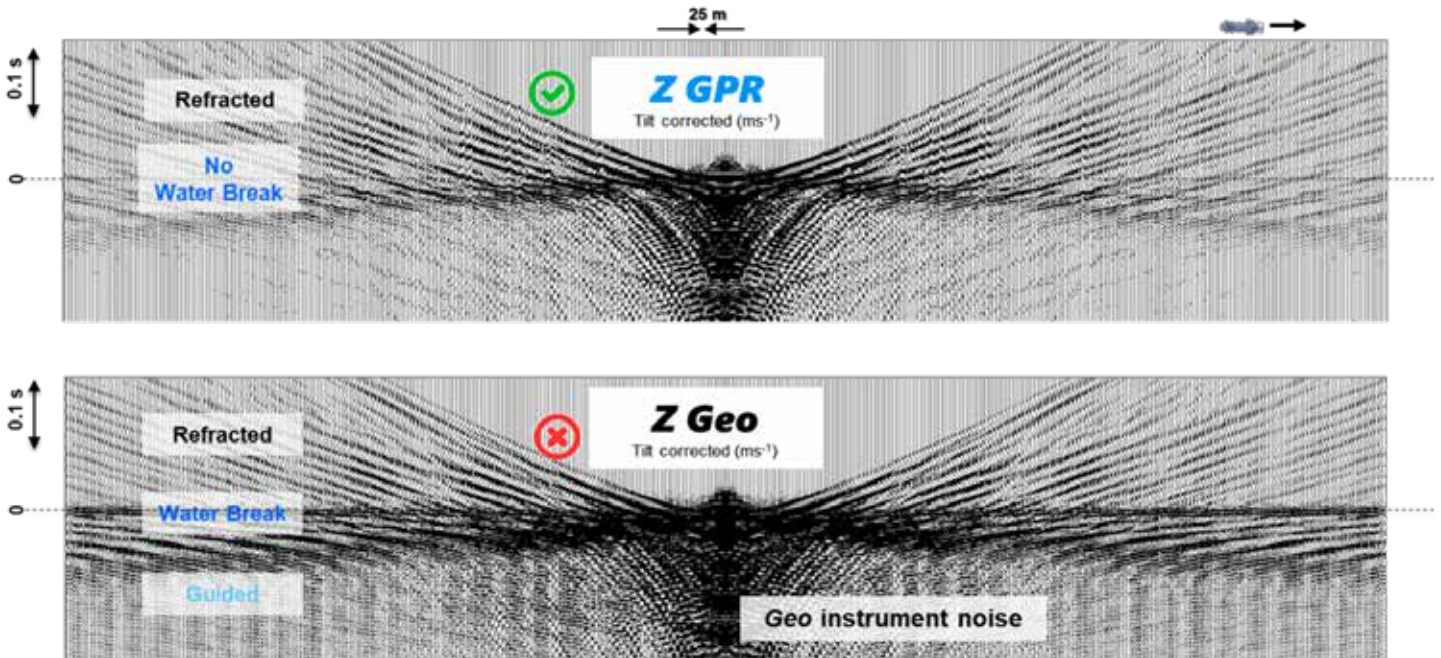 25 m
0.1 s
Z GPR
Tilt corrected (ms-1)
Refracted
No
Water Break
0
0.1 s
Z Geo
Tilt corrected (ms-1)
Refracted
0
Water Break
Guided
Geo instrument noise